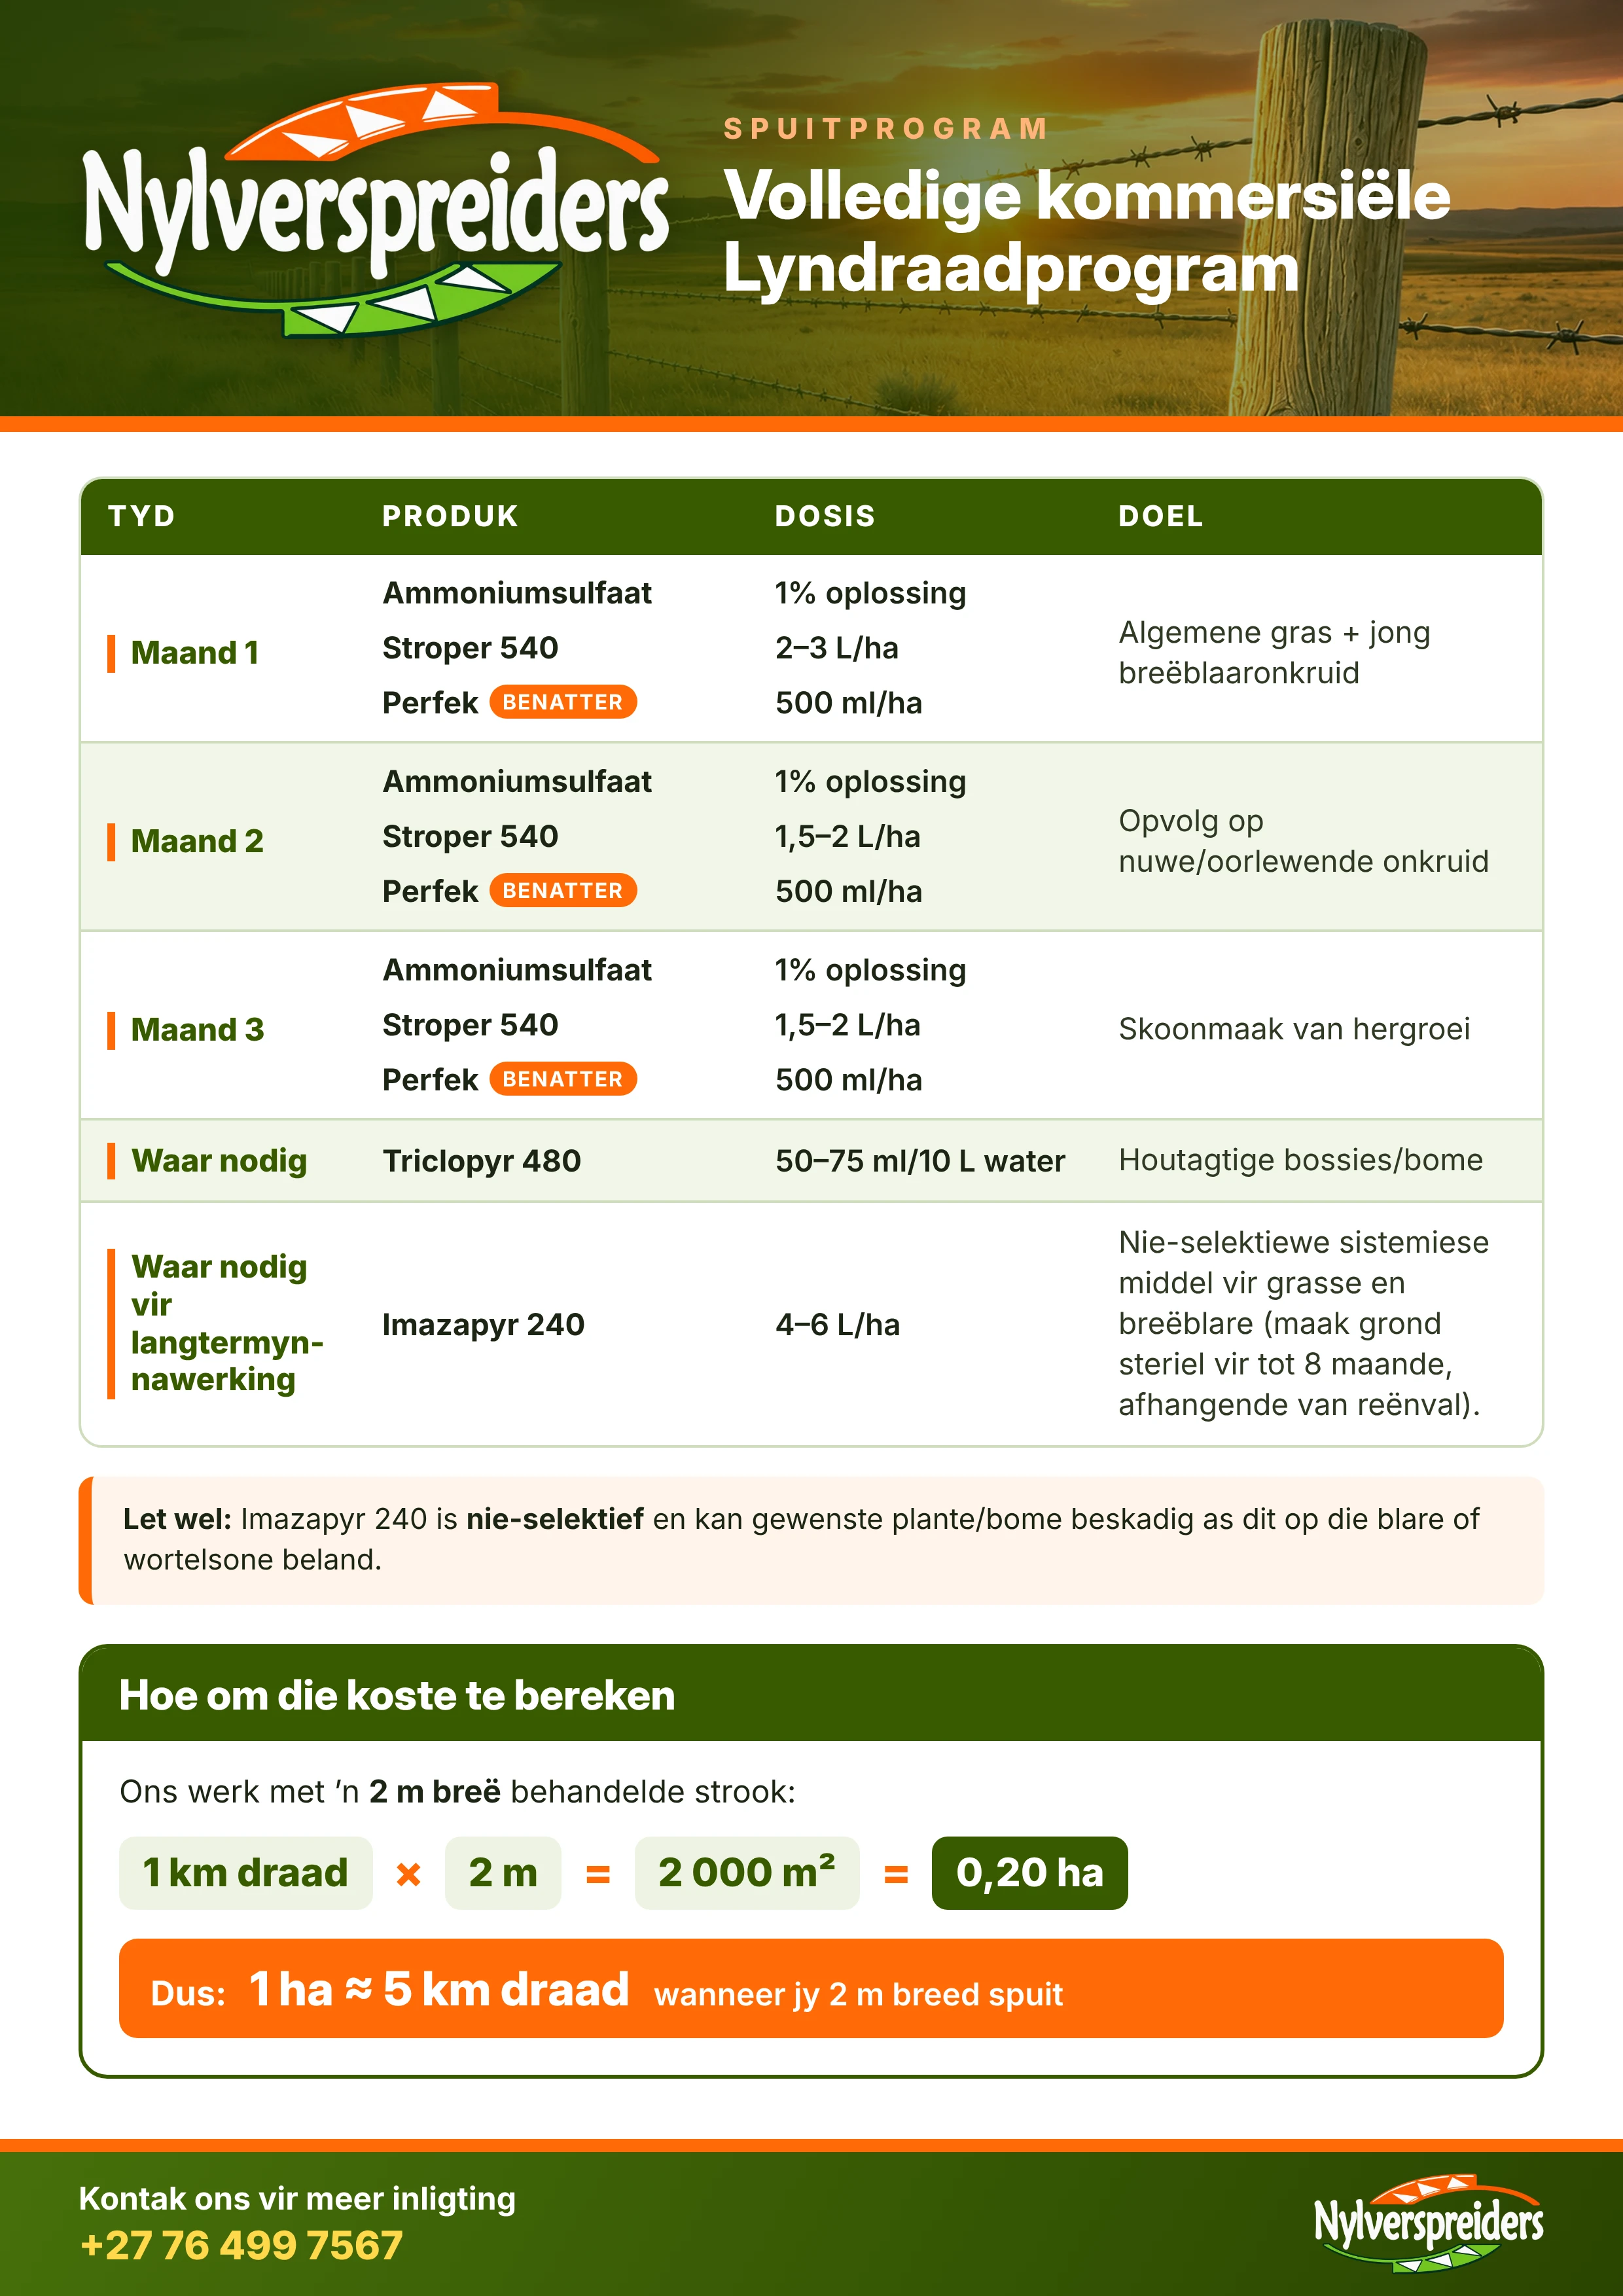 Nylverspreiders
SPUITPROGRAM
Volledige kommersiële
Lyndraadprogram
TYD PRODUK DOSIS DOEL
Maand 1
Ammoniumsulfaat 1% oplossing
Stroper 540 2–3 L/ha
Perfek BENATTER 500 ml/ha
Algemene gras + jong
breëblaaronkruid
Maand 2
Ammoniumsulfaat 1% oplossing
Stroper 540 1,5–2 L/ha
Perfek BENATTER 500 ml/ha
Opvolg op
nuwe/oorlewende onkruid
Maand 3
Ammoniumsulfaat 1% oplossing
Stroper 540 1,5–2 L/ha
Perfek BENATTER 500 ml/ha
Skoonmaak van hergroei
Waar nodig Triclopyr 480 50–75 ml/10 L water Houtagtige bossies/bome
Waar nodig
vir
langtermyn-
nawerking
Imazapyr 240 4–6 L/ha
Nie-selektiewe sistemiese
middel vir grasse en
breëblare (maak grond
steriel vir tot 8 maande,
afhangende van reënval).
Let wel: Imazapyr 240 is nie-selektief en kan gewenste plante/bome beskadig as dit op die blare of
wortelsone beland.
Hoe om die koste te bereken
Ons werk met ’n 2 m breë behandelde strook:
1 km draad × 2 m = 2 000 m² = 0,20 ha
Dus: 1 ha ≈ 5 km draad wanneer jy 2 m breed spuit
Kontak ons vir meer inligting
+27 76 499 7567
Nylverspreiders